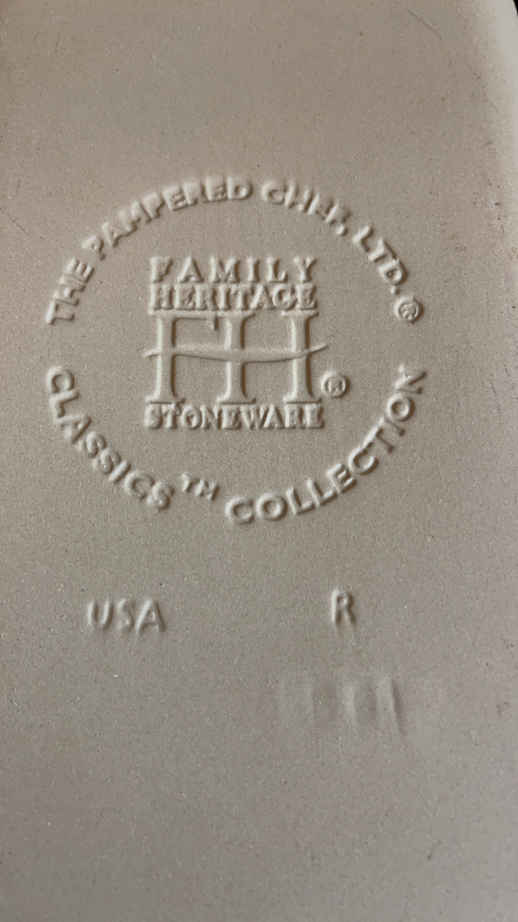 THE PAMPERED CHEF, LTD.®
FAMILY
HERITAGE
FH®
STONEWARE
CLASSICS™ COLLECTION
USA R